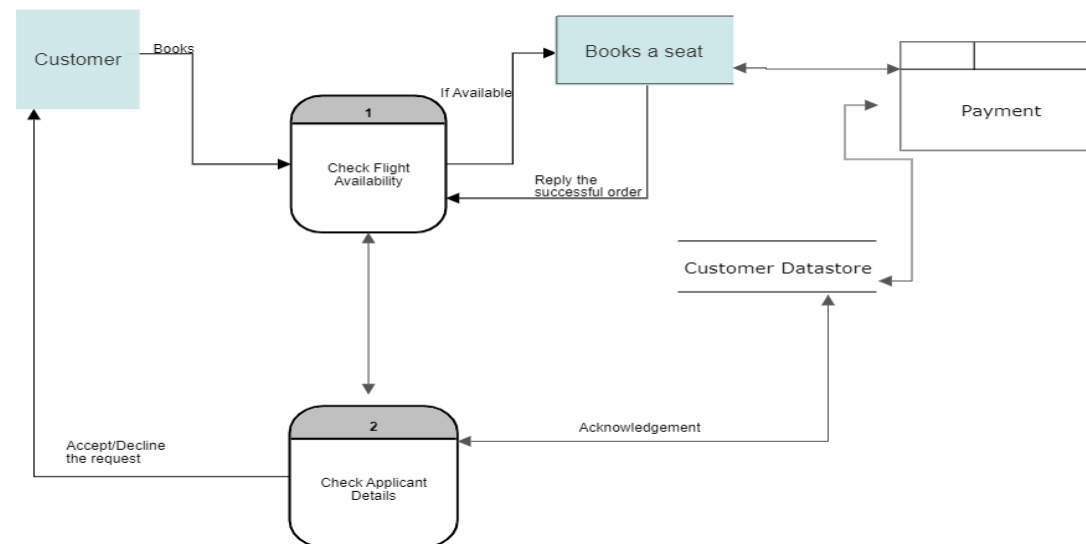 Customer
Books
Books a seat
If Available
1
Check Flight
Availability
Payment
Reply the
successful order
Customer Datastore
Accept/Decline
the request
2
Acknowledgement
Check Applicant
Details